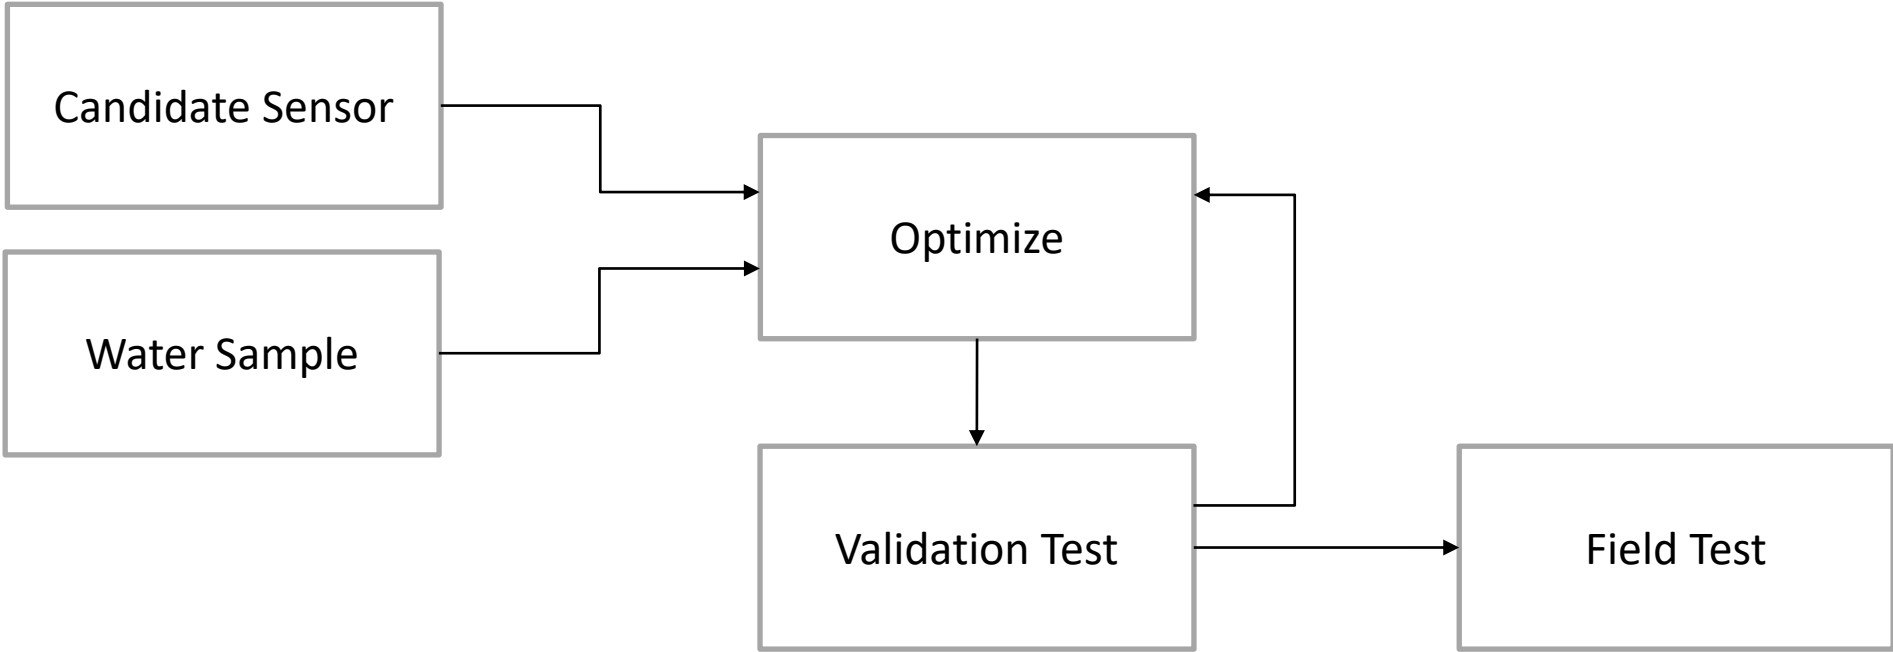 Candidate Sensor
Water Sample
Optimize
Validation Test
Field Test